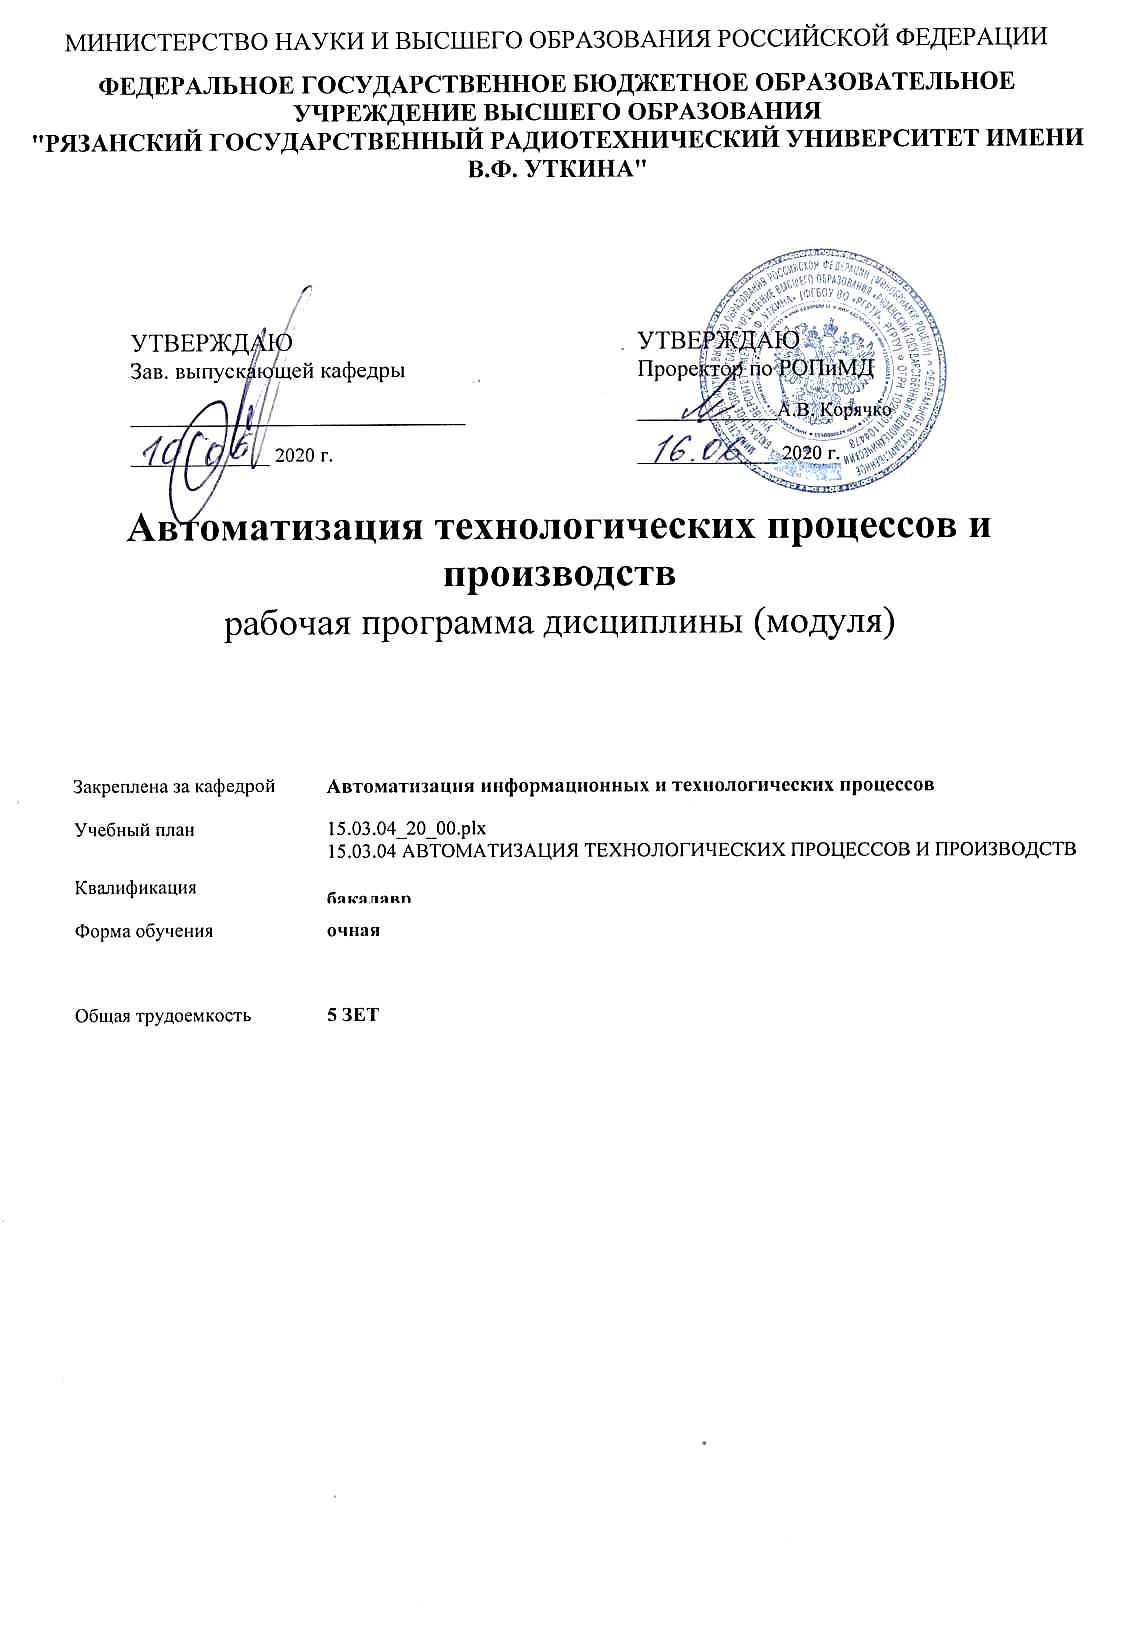 МИНИСТЕРСТВО НАУКИ И ВЫСШЕГО ОБРАЗОВАНИЯ РОССИЙСКОЙ ФЕДЕРАЦИИ
ФЕДЕРАЛЬНОЕ ГОСУДАРСТВЕННОЕ БЮДЖЕТНОЕ ОБРАЗОВАТЕЛЬНОЕ
УЧРЕЖДЕНИЕ ВЫСШЕГО ОБРАЗОВАНИЯ
"РЯЗАНСКИЙ ГОСУДАРСТВЕННЫЙ РАДИОТЕХНИЧЕСКИЙ УНИВЕРСИТЕТ ИМЕНИ
В.Ф. УТКИНА"
УТВЕРЖДАЮ
Зав. выпускающей кафедры
10.06 2020 г.
УТВЕРЖДАЮ
Проректор по РОПиМД
А.В. Корячко
16.06 2020 г.
Автоматизация технологических процессов и
производств
рабочая программа дисциплины (модуля)
Закреплена за кафедрой Автоматизация информационных и технологических процессов
Учебный план 15.03.04_20_00.plx
15.03.04 АВТОМАТИЗАЦИЯ ТЕХНОЛОГИЧЕСКИХ ПРОЦЕССОВ И ПРОИЗВОДСТВ
Квалификация бакалавр
Форма обучения очная
Общая трудоемкость 5 ЗЕТ